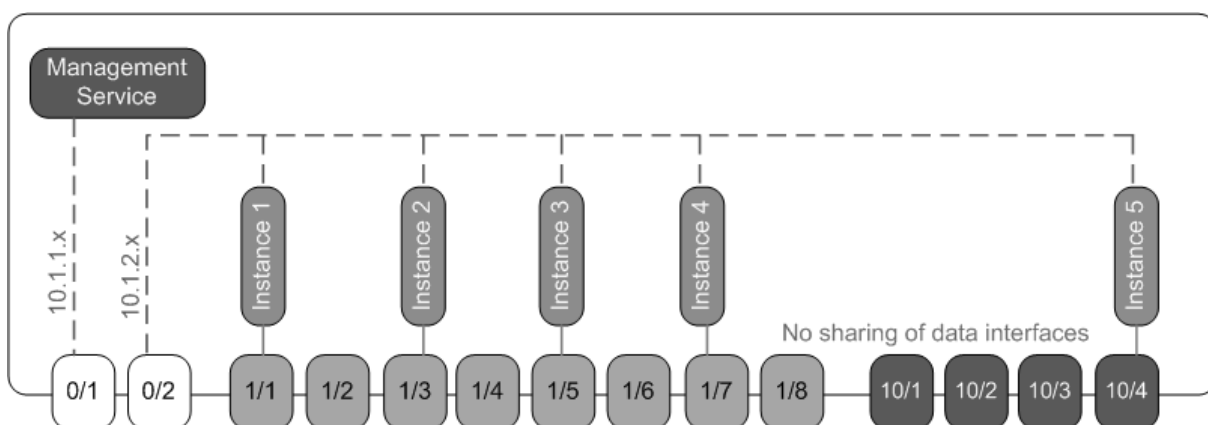 Management
Service
10.1.1.x
10.1.2.x
Instance 1
Instance 2
Instance 3
Instance 4
Instance 5
No sharing of data interfaces
0/1
0/2
1/1
1/2
1/3
1/4
1/5
1/6
1/7
1/8
10/1
10/2
10/3
10/4